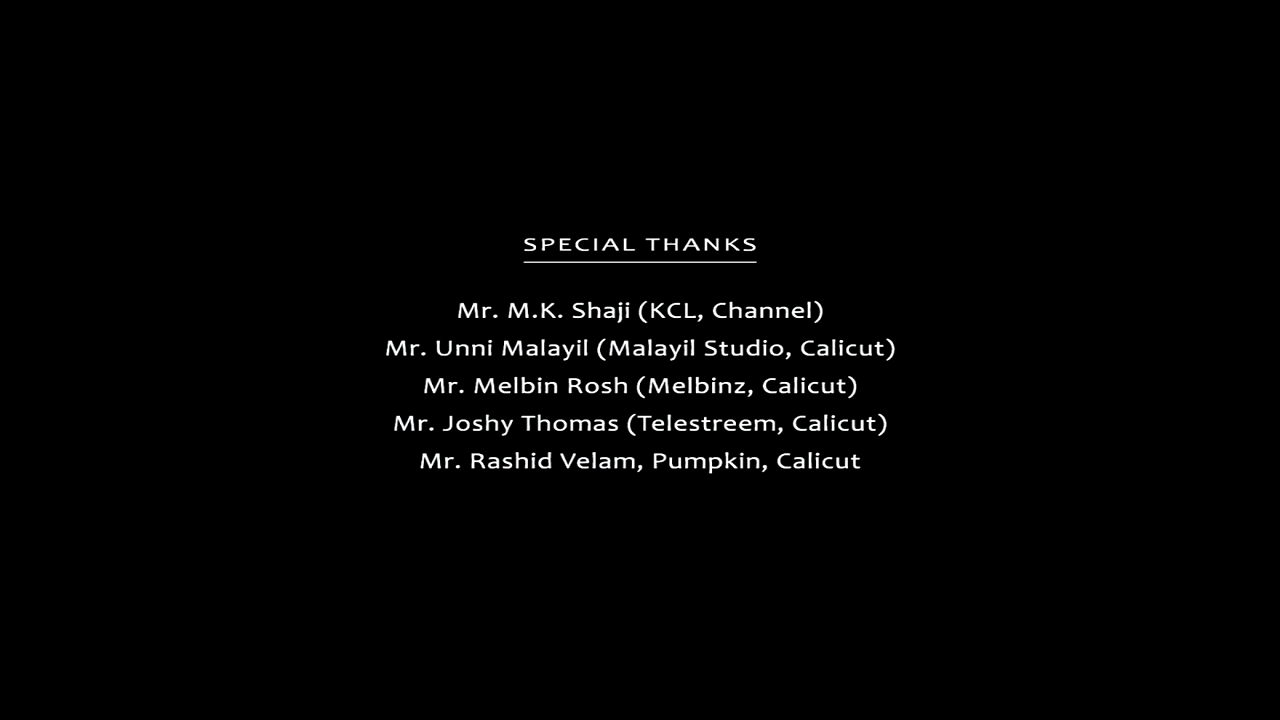 SPECIAL THANKS
Mr. M.K. Shaji (KCL, Channel)
Mr. Unni Malayil (Malayil Studio, Calicut)
Mr. Melbin Rosh (Melbinz, Calicut)
Mr. Joshy Thomas (Telestreem, Calicut)
Mr. Rashid Velam, Pumpkin, Calicut